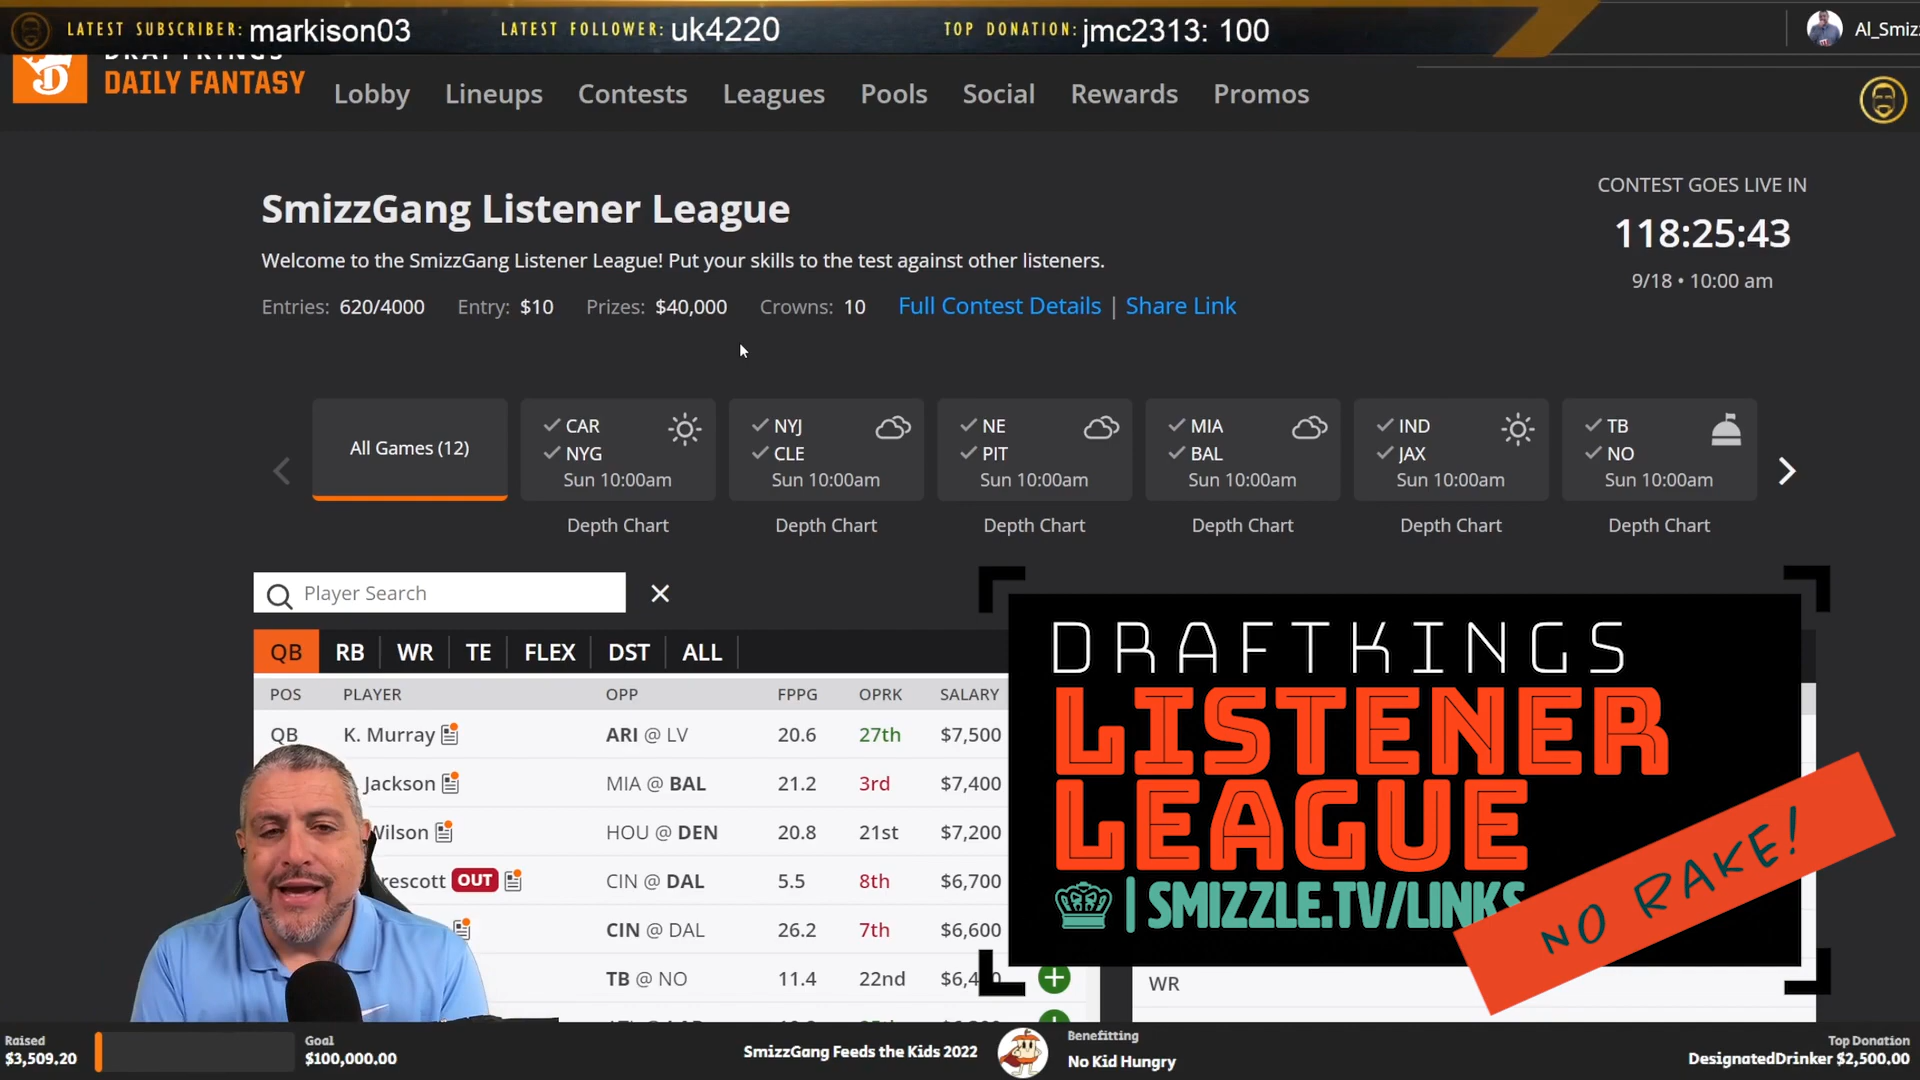 LATEST SUBSCRIBER: markison03
LATEST FOLLOWER: uk4220
TOP DONATION: jmc2313: 100
Al_Smizz
DRAFTKINGS
DAILY FANTASY
Lobby Lineups Contests Leagues Pools Social Rewards Promos
SmizzGang Listener League
Welcome to the SmizzGang Listener League! Put your skills to the test against other listeners.
Entries: 620/4000 Entry: $10 Prizes: $40,000 Crowns: 10 Full Contest Details | Share Link
CONTEST GOES LIVE IN
118:25:43
9/18 • 10:00 am
All Games (12)
CAR
NYG
Sun 10:00am
Depth Chart
NYJ
CLE
Sun 10:00am
Depth Chart
NE
PIT
Sun 10:00am
Depth Chart
MIA
BAL
Sun 10:00am
Depth Chart
IND
JAX
Sun 10:00am
Depth Chart
TB
NO
Sun 10:00am
Depth Chart
Player Search
QB RB WR TE FLEX DST ALL
POS PLAYER OPP FPPG OPRK SALARY
QB K. Murray ARI @ LV 20.6 27th $7,500
Jackson MIA @ BAL 21.2 3rd $7,400
Wilson HOU @ DEN 20.8 21st $7,200
rescott OUT CIN @ DAL 5.5 8th $6,700
CIN @ DAL 26.2 7th $6,600
TB @ NO 11.4 22nd
WR
DRAFTKINGS
LISTENER
LEAGUE
| SMIZZLE.TV/LINKS
NO RAKE!
Raised
$3,509.20
Goal
$100,000.00
SmizzGang Feeds the Kids 2022
Benefitting
No Kid Hungry
Top Donation
DesignatedDrinker $2,500.00